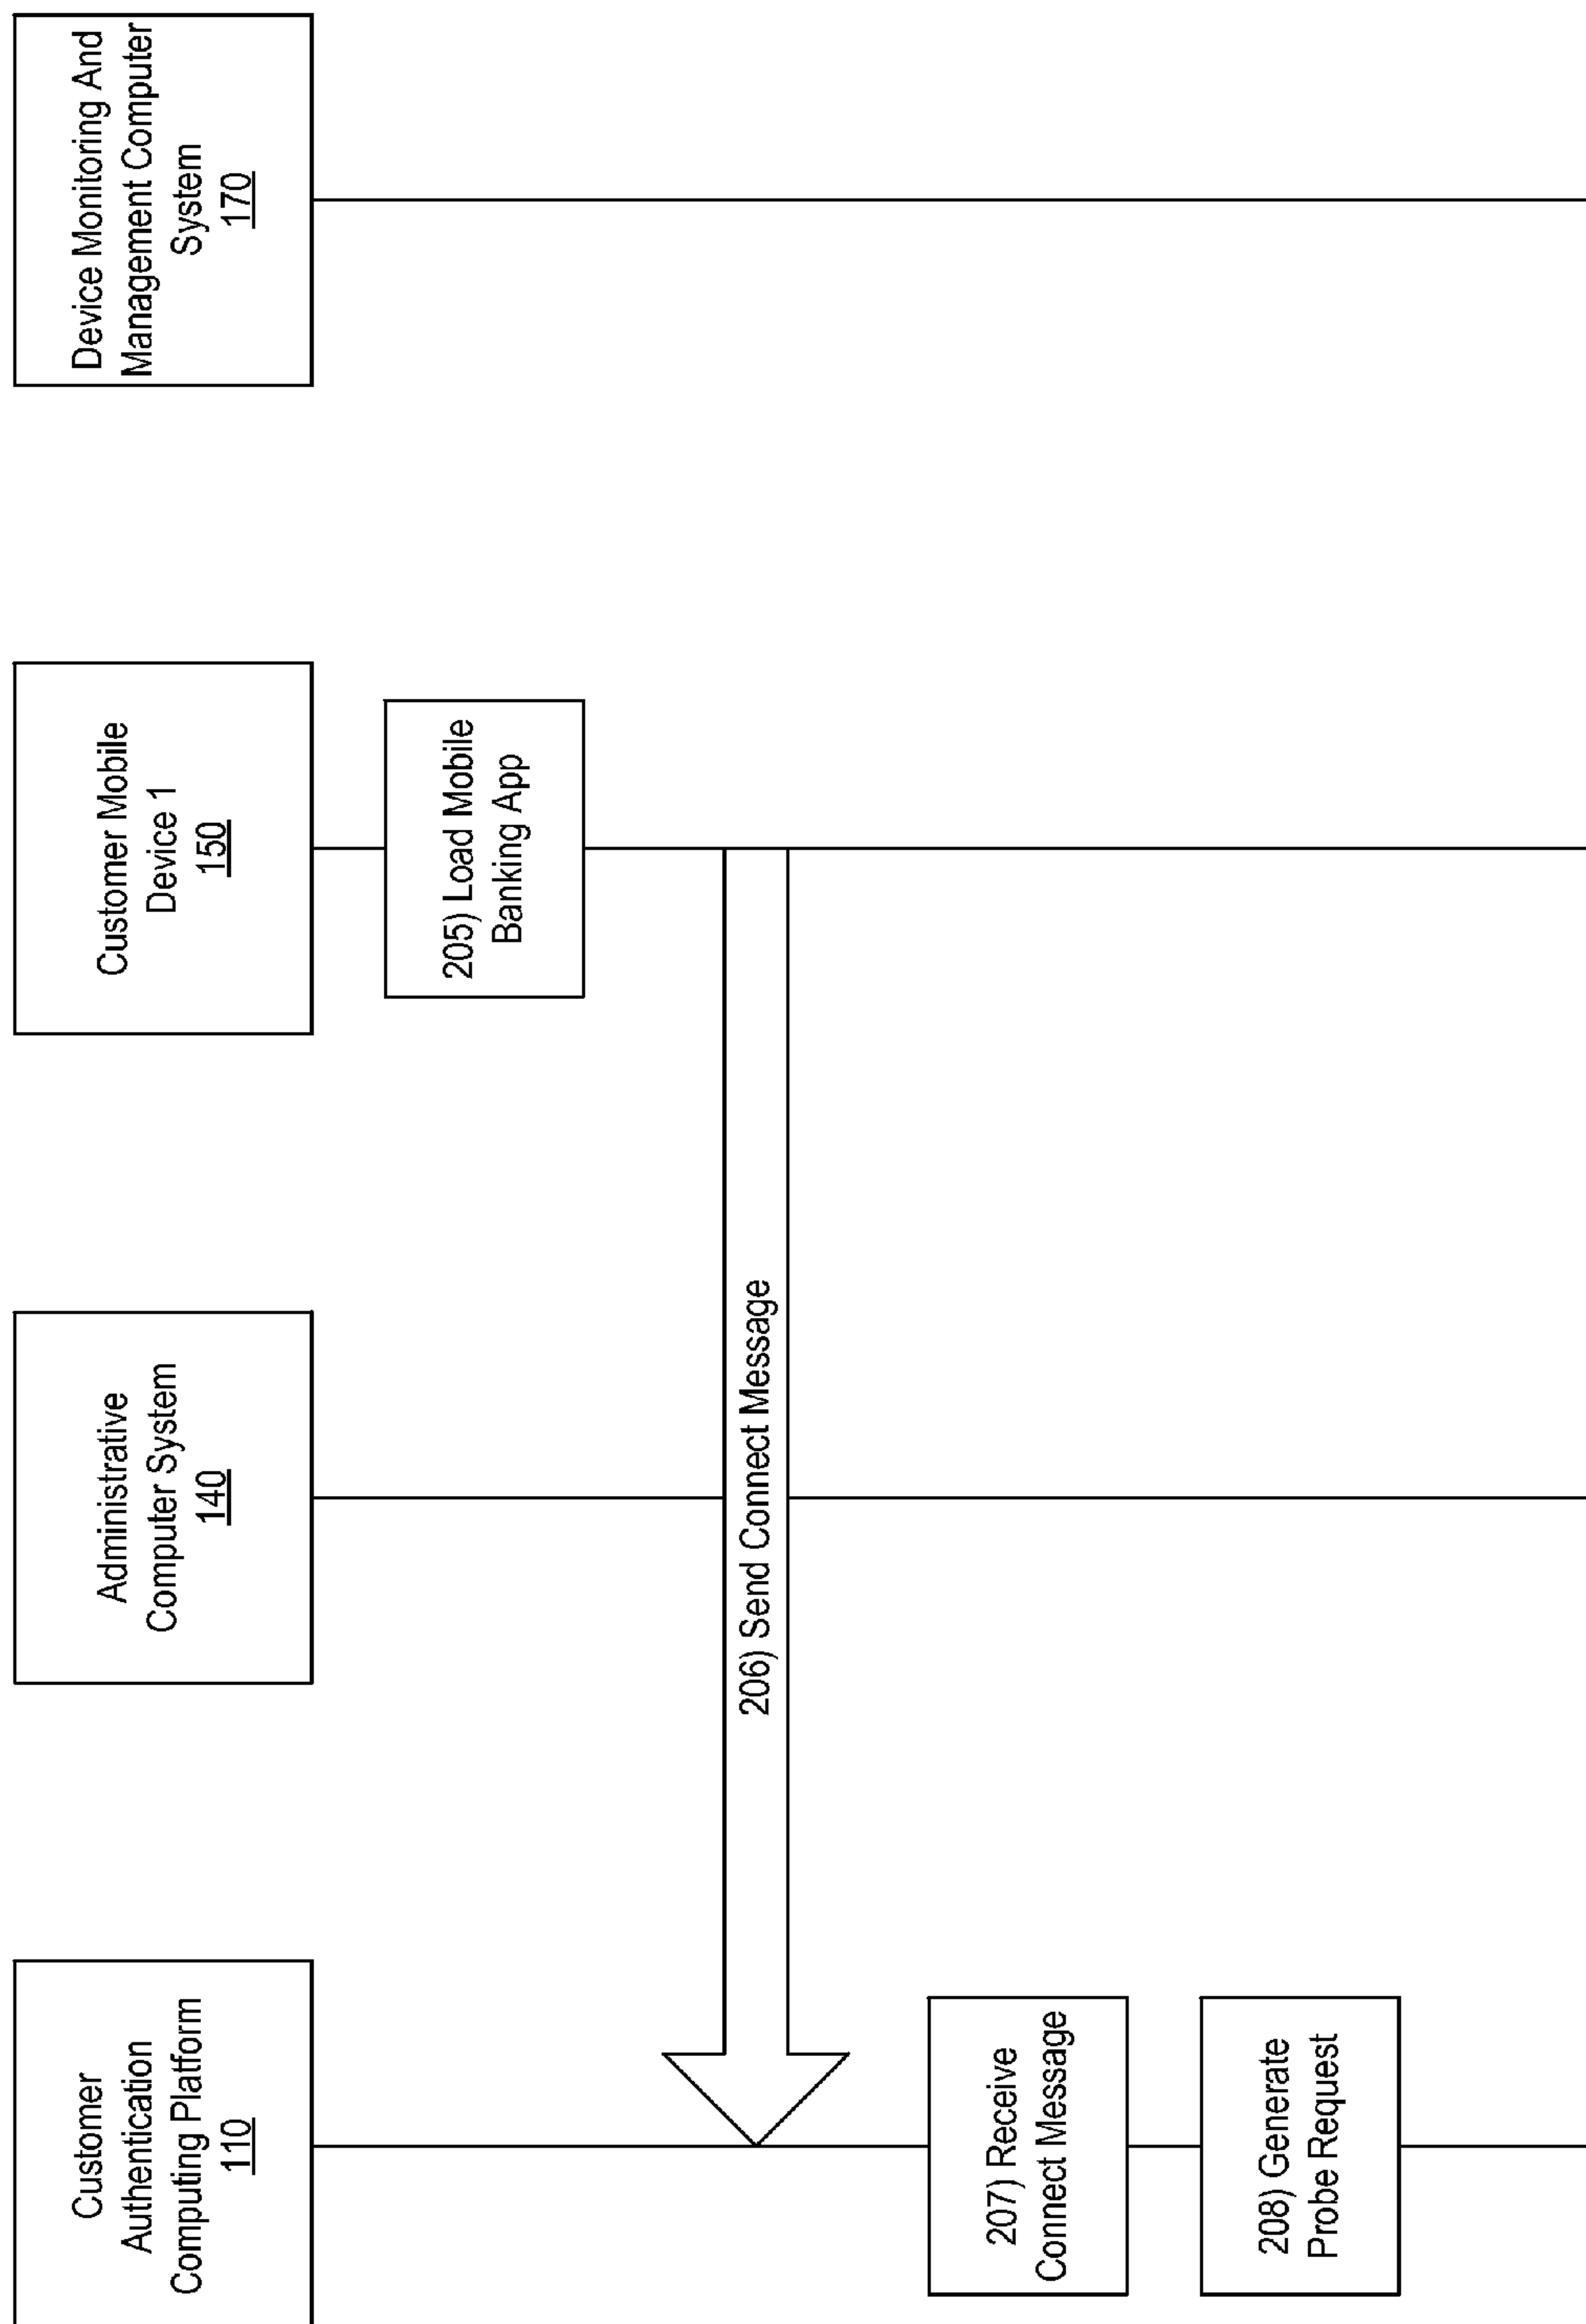 Customer
Authentication
Computing Platform
110
Administrative
Computer System
140
Customer Mobile
Device 1
150
Device Monitoring And
Management Computer
System
170
205) Load Mobile
Banking App
206) Send Connect Message
207) Receive
Connect Message
208) Generate
Probe Request